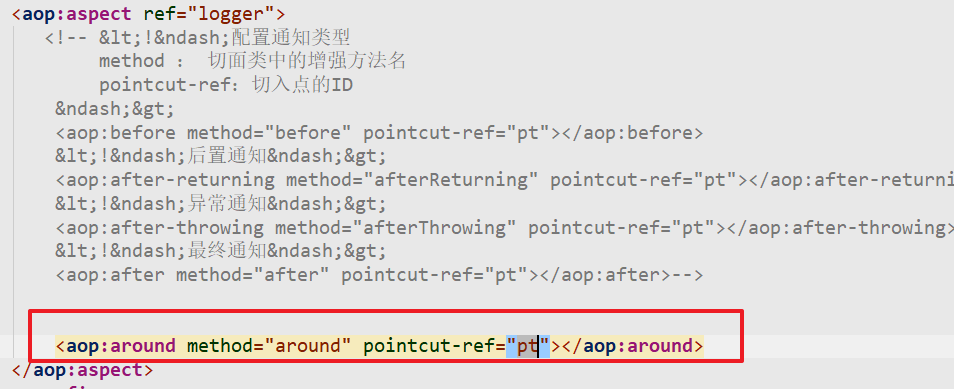 <aop:aspect ref="logger">
<!-- &lt;!&ndash;配置通知类型
method ： 切面类中的增强方法名
pointcut-ref：切入点的ID
&ndash;&gt;
<aop:before method="before" pointcut-ref="pt"></aop:before>
&lt;!&ndash;后置通知&ndash;&gt;
<aop:after-returning method="afterReturning" pointcut-ref="pt"></aop:after-returni
&lt;!&ndash;异常通知&ndash;&gt;
<aop:after-throwing method="afterThrowing" pointcut-ref="pt"></aop:after-throwing>
&lt;!&ndash;最终通知&ndash;&gt;
<aop:after method="after" pointcut-ref="pt"></aop:after>-->
<aop:around method="around" pointcut-ref="pt"></aop:around>
</aop:aspect>